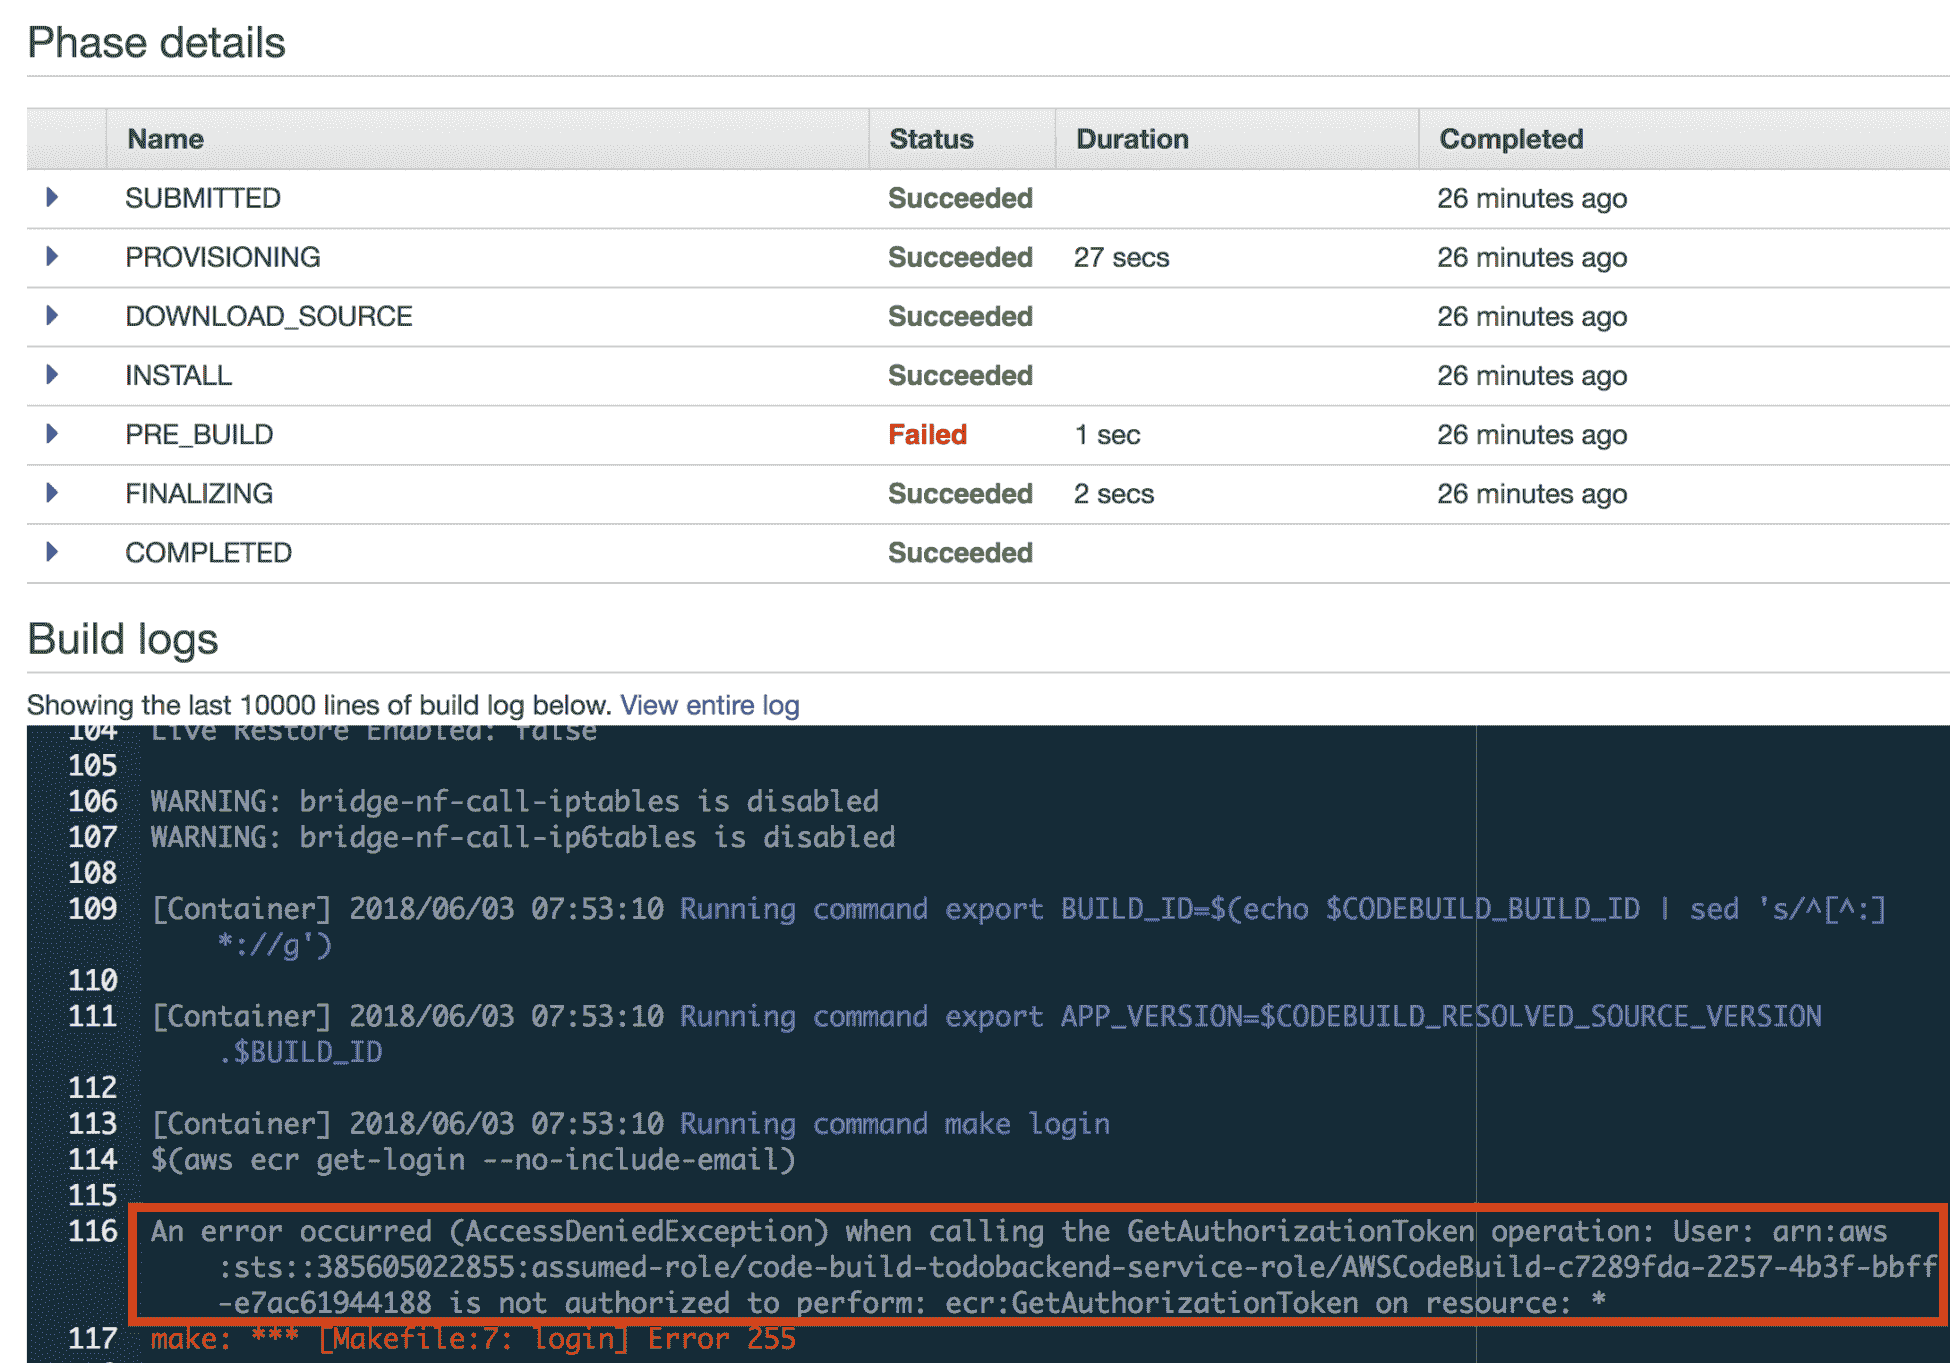 Phase details
Name Status Duration Completed
SUBMITTED Succeeded 26 minutes ago
PROVISIONING Succeeded 27 secs 26 minutes ago
DOWNLOAD_SOURCE Succeeded 26 minutes ago
INSTALL Succeeded 26 minutes ago
PRE_BUILD Failed 1 sec 26 minutes ago
FINALIZING Succeeded 2 secs 26 minutes ago
COMPLETED Succeeded
Build logs
Showing the last 10000 lines of build log below. View entire log
104 Live Restore Enabled: false
105
106 WARNING: bridge-nf-call-iptables is disabled
107 WARNING: bridge-nf-call-ip6tables is disabled
108
109 [Container] 2018/06/03 07:53:10 Running command export BUILD_ID=$(echo $CODEBUILD_BUILD_ID | sed 's/^[^:]
*://g')
110
111 [Container] 2018/06/03 07:53:10 Running command export APP_VERSION=$CODEBUILD_RESOLVED_SOURCE_VERSION
.$BUILD_ID
112
113 [Container] 2018/06/03 07:53:10 Running command make login
114 $(aws ecr get-login --no-include-email)
115
116 An error occurred (AccessDeniedException) when calling the GetAuthorizationToken operation: User: arn:aws
:sts::385605022855:assumed-role/code-build-todobackend-service-role/AWSCodeBuild-c7289fda-2257-4b3f-bbff
-e7ac61944188 is not authorized to perform: ecr:GetAuthorizationToken on resource: *
117 make: *** [Makefile:7: login] Error 255